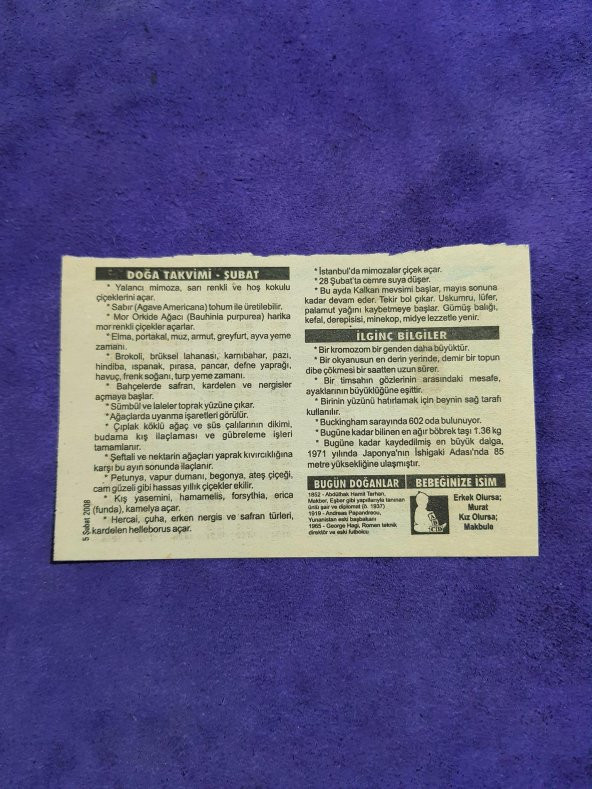 DOĞA TAKVİMİ - ŞUBAT
* Yalancı mimoza, sarı renkli ve hoş kokulu
çiçeklerini açar.
* Sabır (Agave Americana) tohum ile üretilebilir.
* Mor Orkide Ağacı (Bauhinia purpurea) harika
mor renkli çiçekler açarlar.
* Elma, portakal, muz, armut, greyfurt, ayva yeme
zamanı.
* Brokoli, brüksel lahanası, karnıbahar, pazı,
hindiba, ıspanak, pırasa, pancar, defne yaprağı,
havuç, frenk soğanı, turp yeme zamanı.
* Bahçelerde safran, kardelen ve nergisler
açmaya başlar.
* Sümbül ve laleler toprak yüzüne çıkar.
*Ağaçlarda uyanma işaretleri görülür.
* Çıplak köklü ağaç ve süs çalılarının dikimi,
budama kış ilaçlaması ve gübreleme işleri
tamamlanır.
* Şeftali ve nektarin ağaçları yaprak kıvırcıklığına
karşı bu ayın sonunda ilaçlanır.
* Petunya, vapur dumanı, begonya, ateş çiçeği,
cam güzeli gibi hassas yıllık çiçekler ekilir.
* Kış yasemini, hamamelis, forsythia, erica
(funda), kamelya açar.
* Hercai, çuha, erken nergis ve safran türleri,
kardelen helleborus açar.
5 Şubat 2008
* İstanbul'da mimozalar çiçek açar.
* 28 Şubat'ta cemre suya düşer.
* Bu ayda Kalkan mevsimi başlar, mayıs sonuna
kadar devam eder. Tekir bol çıkar. Uskumru, lüfer,
palamut yağını kaybetmeye başlar. Gümüş balığı,
kefal, derepisisi, minekop, midye lezzetle yenir.
İLGİNÇ BİLGİLER
* Bir kromozom bir genden daha büyüktür.
* Bir okyanusun en derin yerinde, demir bir topun
dibe çökmesi bir saatten uzun sürer.
* Bir timsahın gözlerinin arasındaki mesafe,
ayaklarının büyüklüğüne eşittir.
* Birinin yüzünü hatırlamak için beynin sağ tarafı
kullanılır.
* Buckingham sarayında 602 oda bulunuyor.
* Bugüne kadar bilinen en ağır böbrek taşı 1.36 kg
* Bugüne kadar kaydedilmiş en büyük dalga,
1971 yılında Japonya'nın İshigaki Adası'nda 85
metre yüksekliğine ulaşmıştır.
BUGÜN DOĞANLAR
1852 - Abdülhak Hamit Tarhan,
Makber, Eşber gibi yapıtlarıyla tanınan
ünlü şair ve diplomat (ö. 1937)
1919 - Andreas Papandreou,
Yunanistan eski başbakanı
1965 - George Hagi, Romen teknik
direktör ve eski futbolcu
BEBEĞİNİZE İSİM
Erkek Olursa;
Murat
Kız Olursa;
Makbule